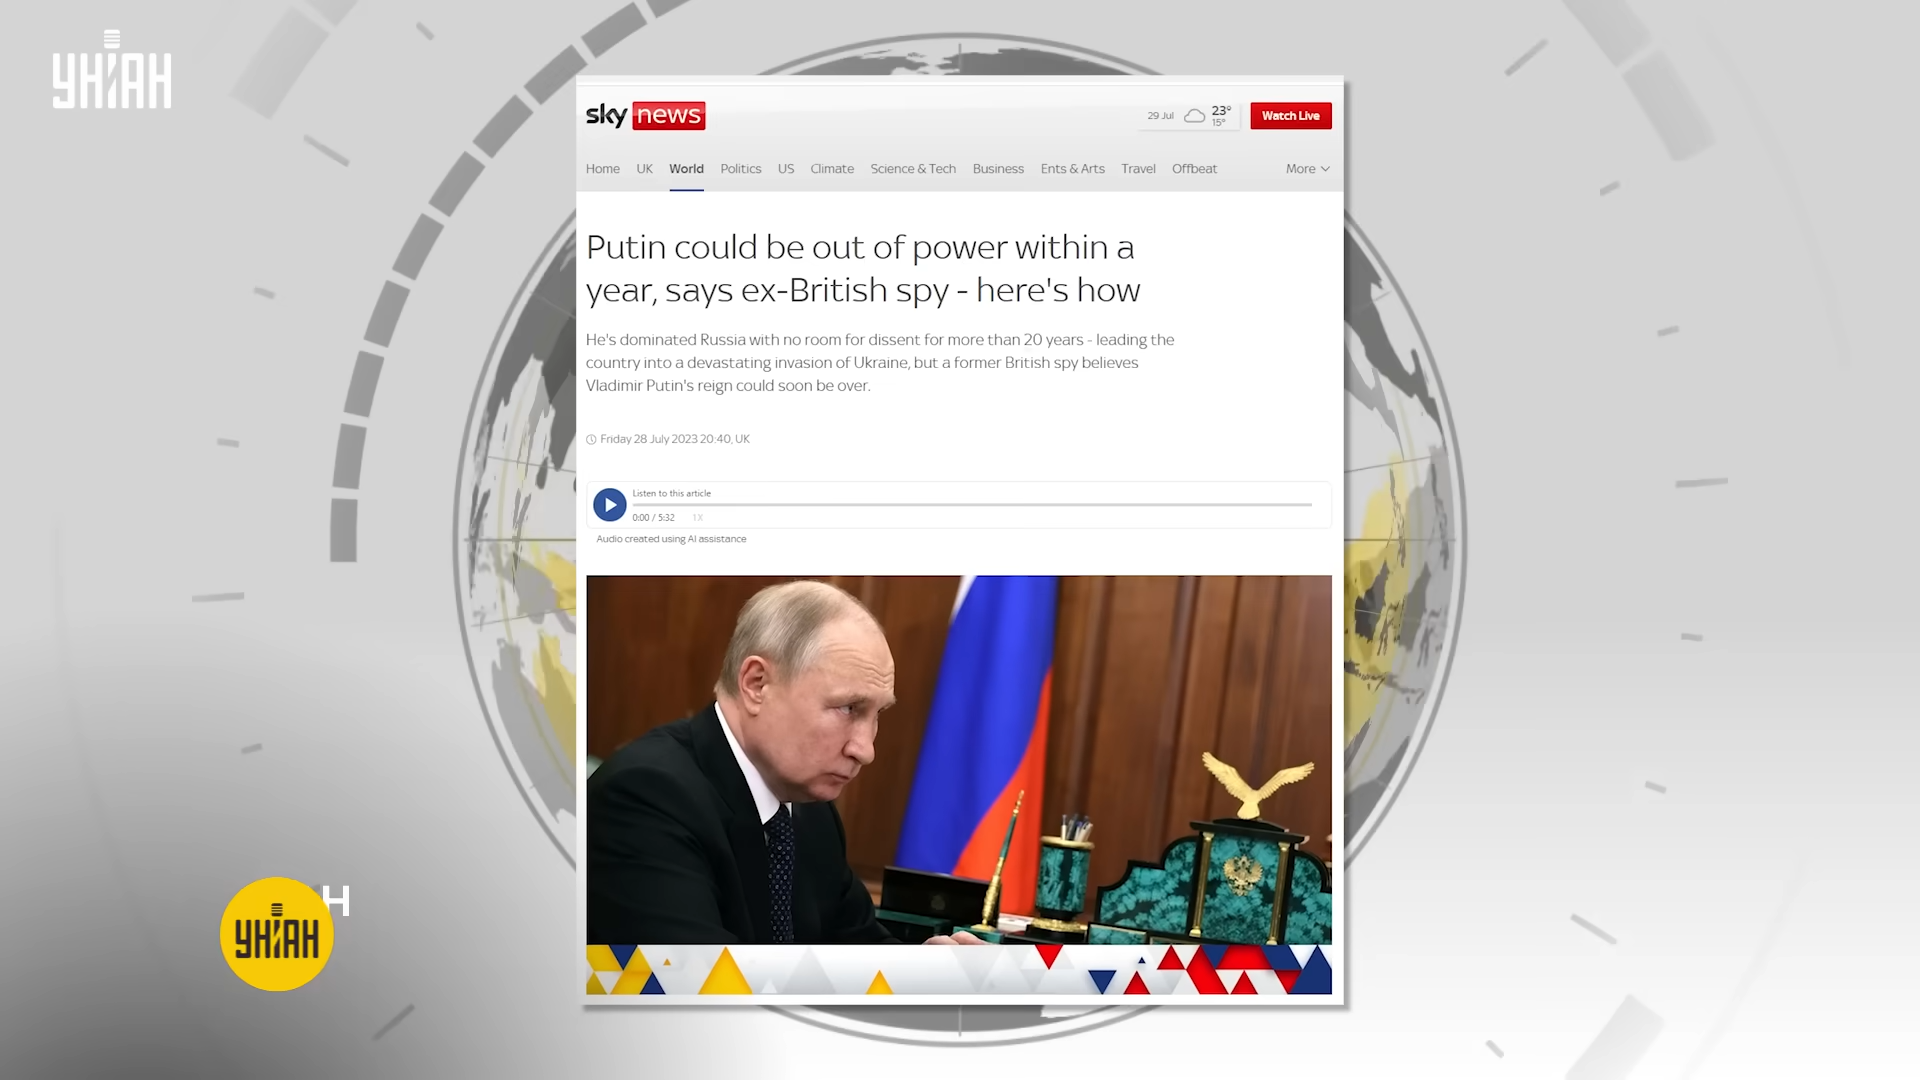 УНІАН
sky news
29 Jul 23° 15° Watch Live
Home UK World Politics US Climate Science & Tech Business Ents & Arts Travel Offbeat More
Putin could be out of power within a
year, says ex-British spy - here's how
He's dominated Russia with no room for dissent for more than 20 years - leading the
country into a devastating invasion of Ukraine, but a former British spy believes
Vladimir Putin's reign could soon be over.
Friday 28 July 2023 20:40, UK
Listen to this article
0:00 / 5:32 1X
Audio created using AI assistance
УНІАН
Н